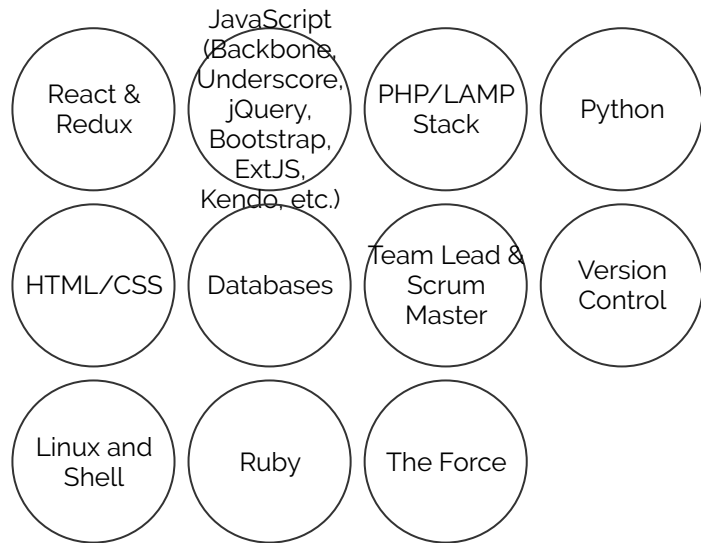 React &
Redux
JavaScript
(Backbone,
Underscore,
jQuery,
Bootstrap,
ExtJS,
Kendo, etc.)
PHP/LAMP
Stack
Python
HTML/CSS
Databases
Team Lead &
Scrum
Master
Version
Control
Linux and
Shell
Ruby
The Force